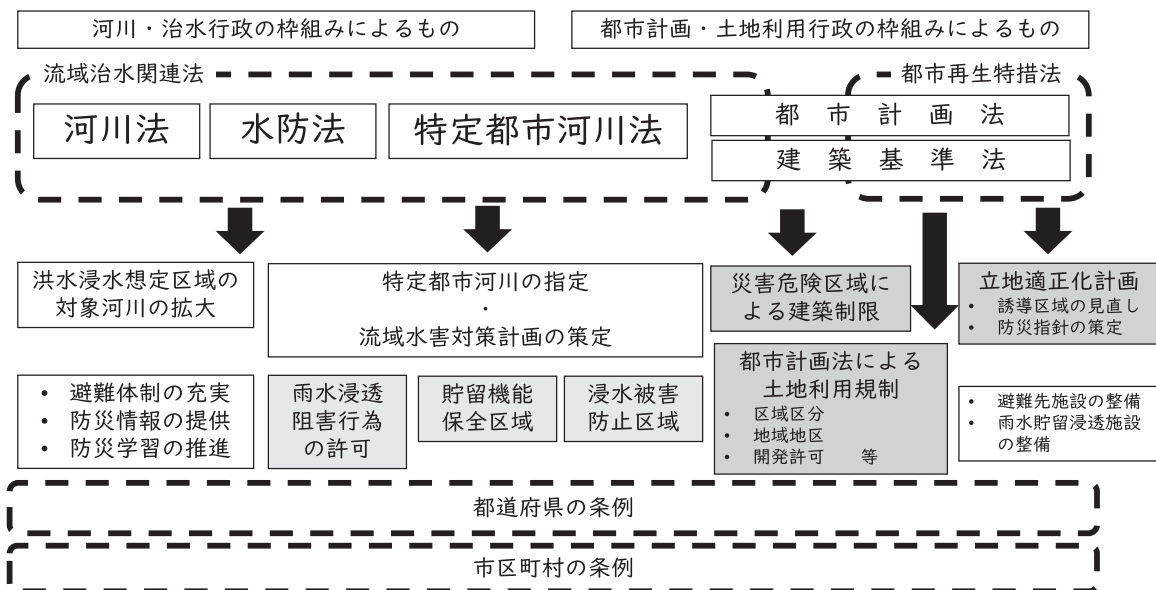 河川・治水行政の枠組みによるもの
都市計画・土地利用行政の枠組みによるもの
流域治水関連法
都市再生特措法
河川法
水防法
特定都市河川法
都市計画法
建築基準法
洪水浸水想定区域の
対象河川の拡大
特定都市河川の指定
・
流域水害対策計画の策定
災害危険区域に
よる建築制限
立地適正化計画
• 誘導区域の見直し
• 防災指針の策定
• 避難体制の充実
• 防災情報の提供
• 防災学習の推進
雨水浸透
阻害行為
の許可
貯留機能
保全区域
浸水被害
防止区域
都市計画法による
土地利用規制
• 区域区分
• 地域地区
• 開発許可 等
• 避難先施設の整備
• 雨水貯留浸透施設
の整備
都道府県の条例
市区町村の条例